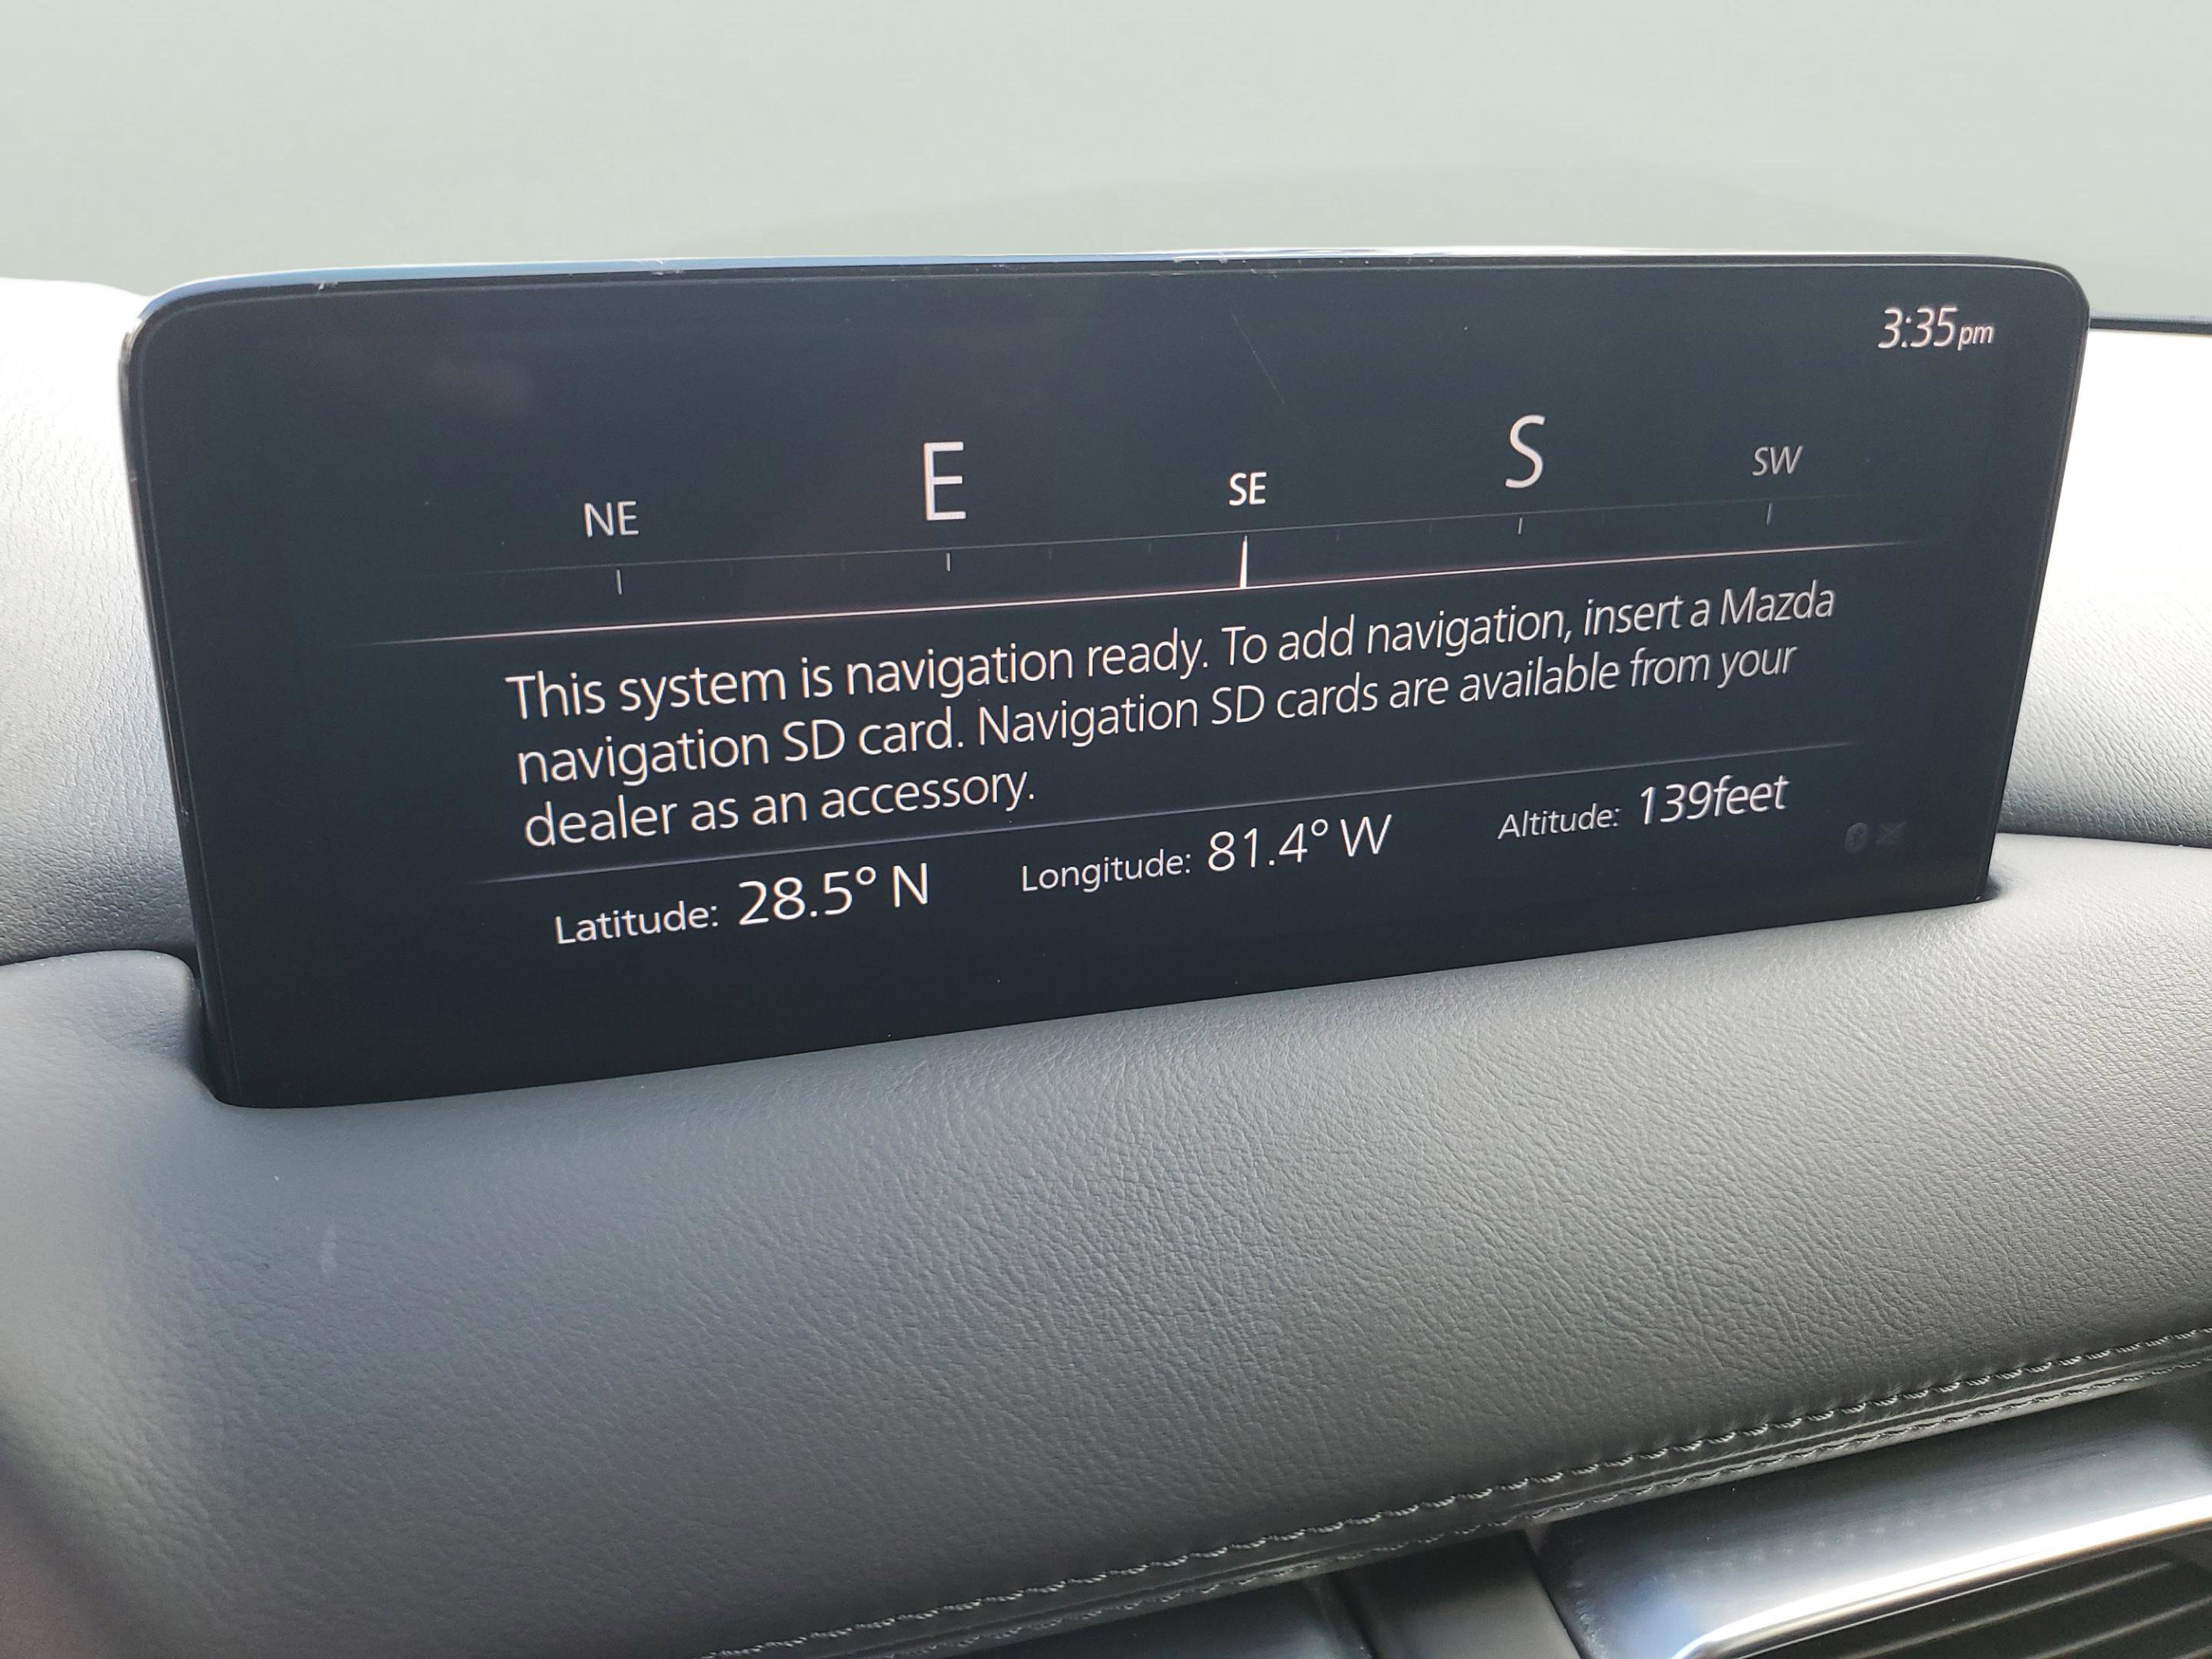 3:35pm
NE E SE S SW
This system is navigation ready. To add navigation, insert a Mazda
navigation SD card. Navigation SD cards are available from your
dealer as an accessory.
Latitude: 28.5° N Longitude: 81.4° W Altitude: 139feet